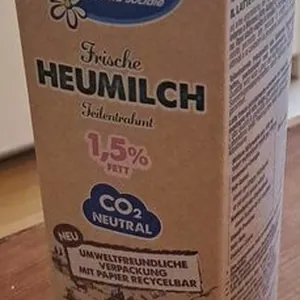 Frische
HEUMILCH
Teilentrahmt
1,5%
FETT
CO2
NEUTRAL
NEU
UMWELTFREUNDLICHE
VERPACKUNG
MIT PAPIER RECYCELBAR